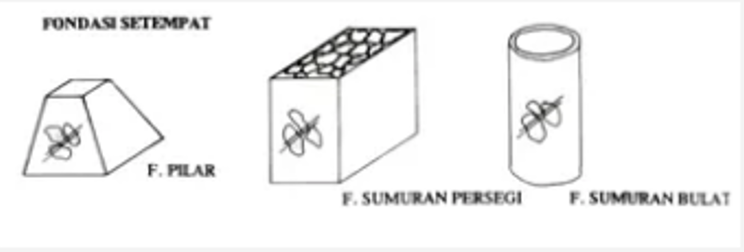 FONDASI SETEMPAT
F. PILAR
F. SUMURAN PERSEGI
F. SUMURAN BULAT